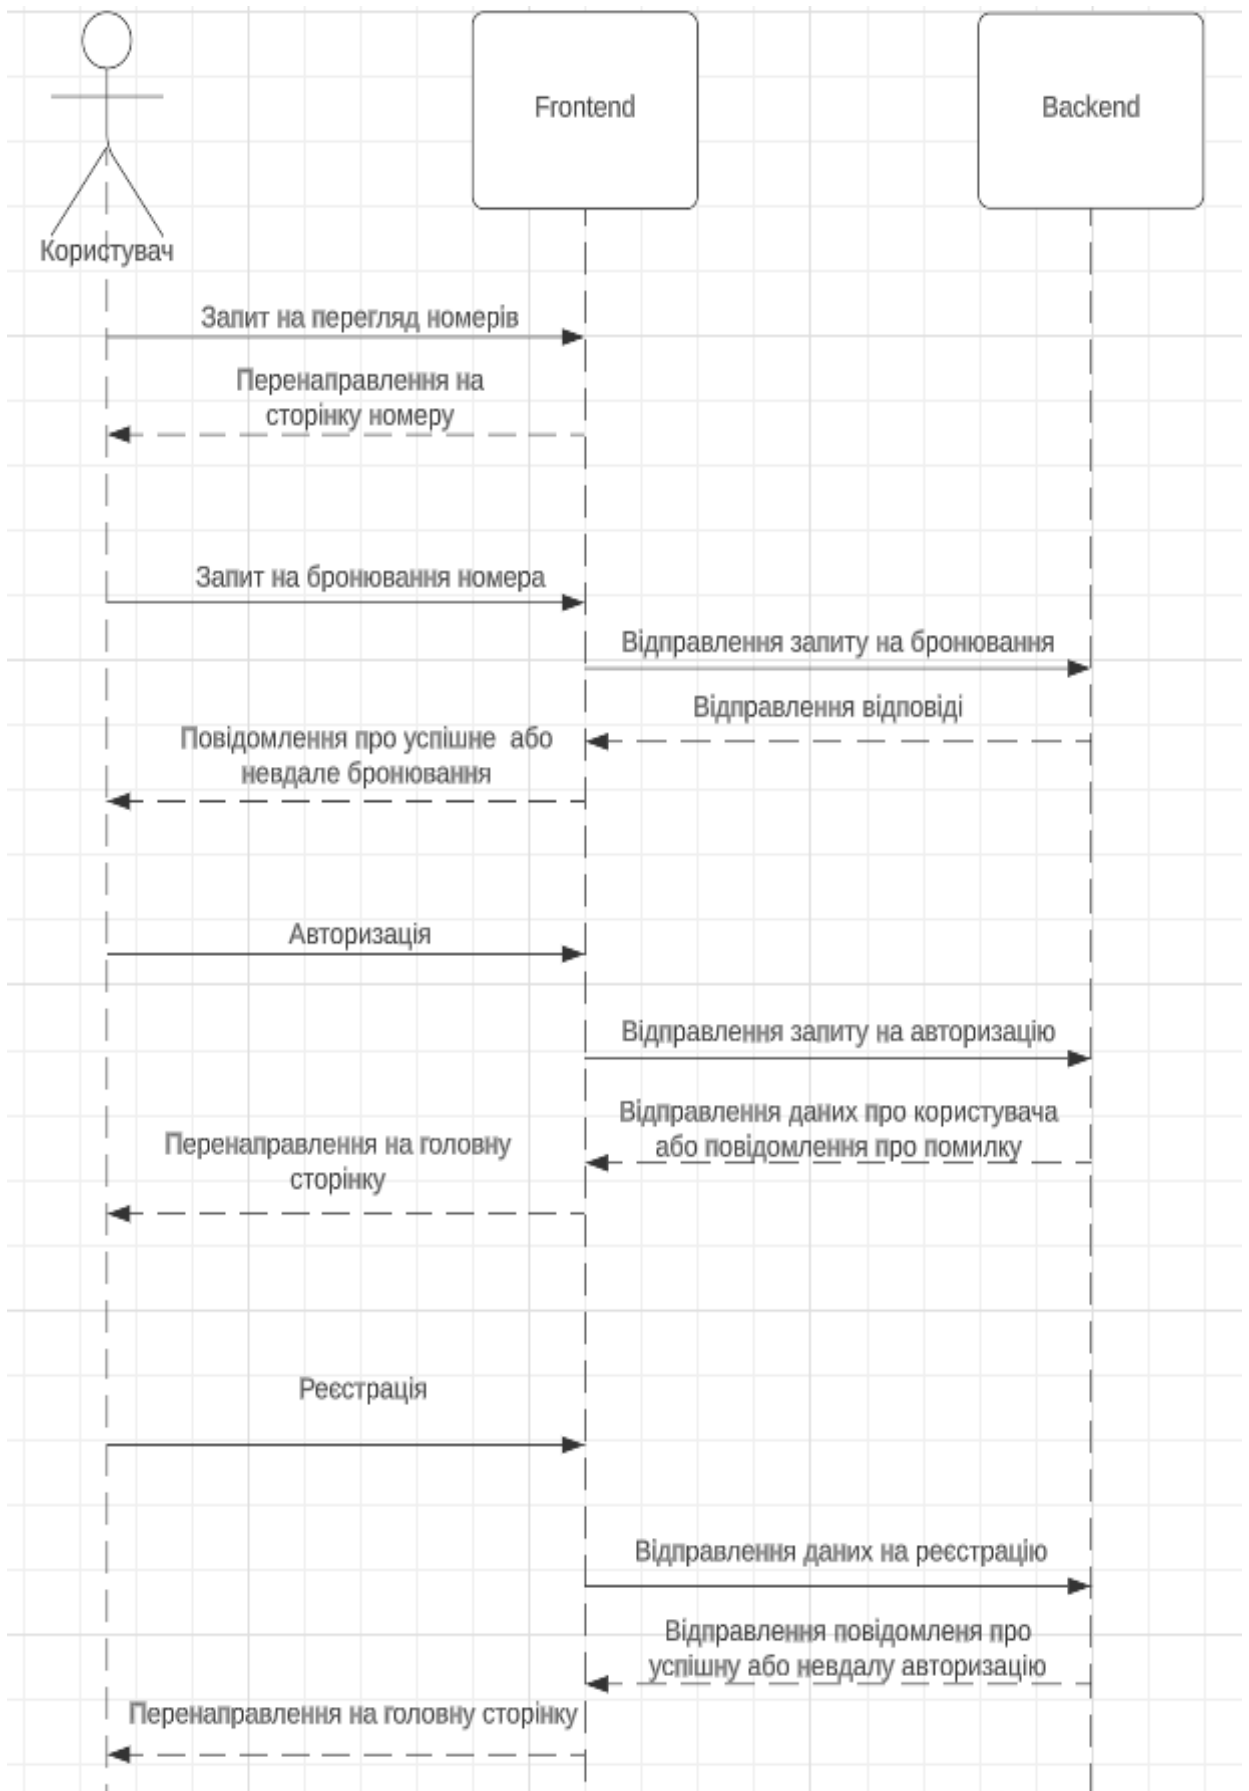 Frontend
Backend
Користувач
Запит на перегляд номерів
Перенаправлення на
сторінку номеру
Запит на бронювання номера
Відправлення запиту на бронювання
Відправлення відповіді
Повідомлення про успішне або
невдале бронювання
Авторизація
Відправлення запиту на авторизацію
Відправлення даних про користувача
або повідомлення про помилку
Перенаправлення на головну
сторінку
Реєстрація
Відправлення даних на реєстрацію
Відправлення повідомленя про
успішну або невдалу авторизацію
Перенаправлення на головну сторінку